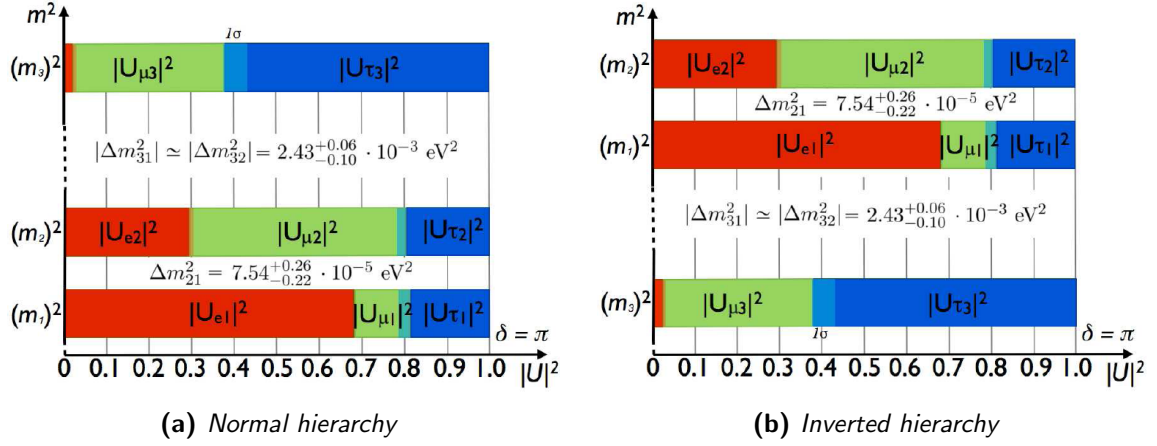 m²
1σ
(m₃)² |Uμ3|² |Uτ3|²
|Δm²₃₁| ≃ |Δm²₃₂| = 2.43 +0.06 −0.10 · 10⁻³ eV²
(m₂)² |Ue2|² |Uμ2|² |Uτ2|²
Δm²₂₁ = 7.54 +0.26 −0.22 · 10⁻⁵ eV²
(m₁)² |Ue1|² |Uμ1|² |Uτ1|²
δ = π
0 0.1 0.2 0.3 0.4 0.5 0.6 0.7 0.8 0.9 1.0
|U|²
(a) Normal hierarchy
m²
(m₂)² |Ue2|² |Uμ2|² |Uτ2|²
Δm²₂₁ = 7.54 +0.26 −0.22 · 10⁻⁵ eV²
(m₁)² |Ue1|² |Uμ1|² |Uτ1|²
|Δm²₃₁| ≃ |Δm²₃₂| = 2.43 +0.06 −0.10 · 10⁻³ eV²
(m₃)² |Uμ3|² |Uτ3|²
1σ
δ = π
0 0.1 0.2 0.3 0.4 0.5 0.6 0.7 0.8 0.9 1.0
|U|²
(b) Inverted hierarchy